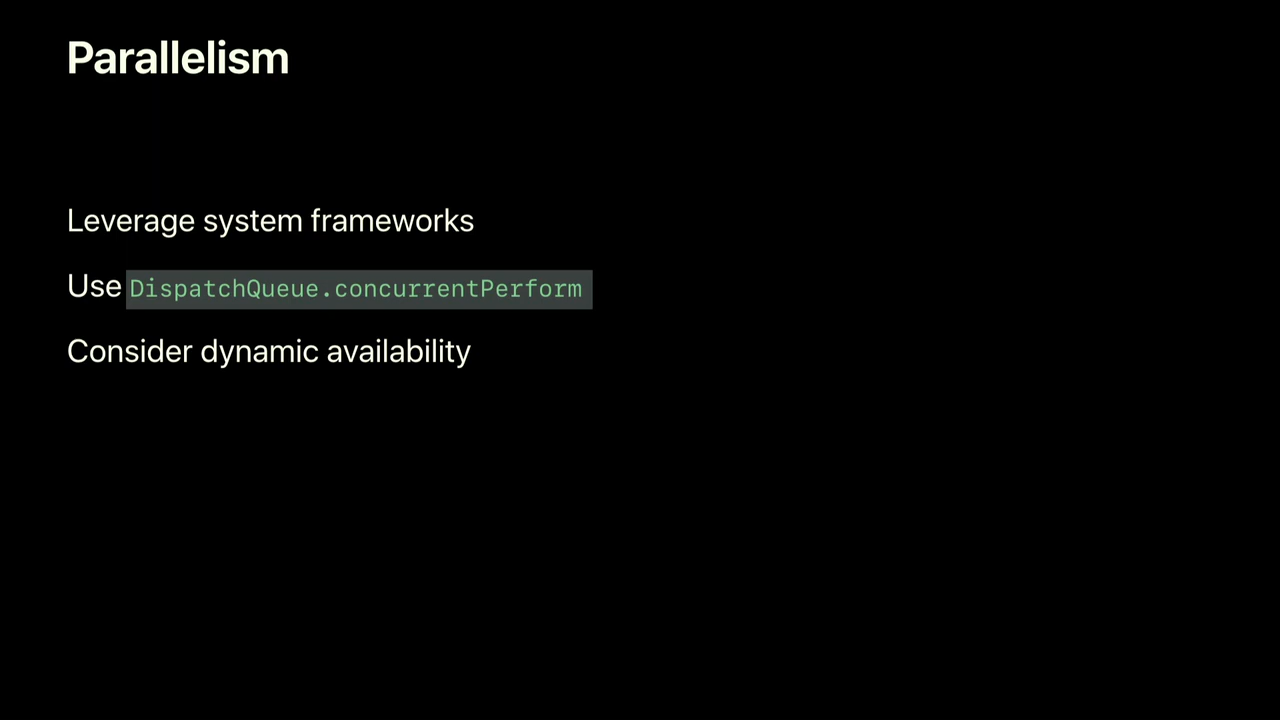 Parallelism
Leverage system frameworks
Use DispatchQueue.concurrentPerform
Consider dynamic availability